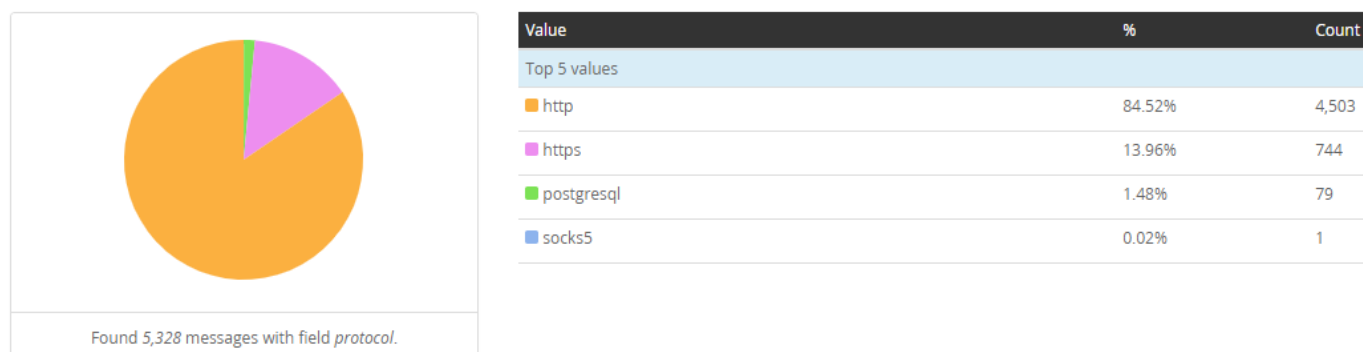 Value % Count
Top 5 values
http 84.52% 4,503
https 13.96% 744
postgresql 1.48% 79
socks5 0.02% 1
Found 5,328 messages with field protocol.